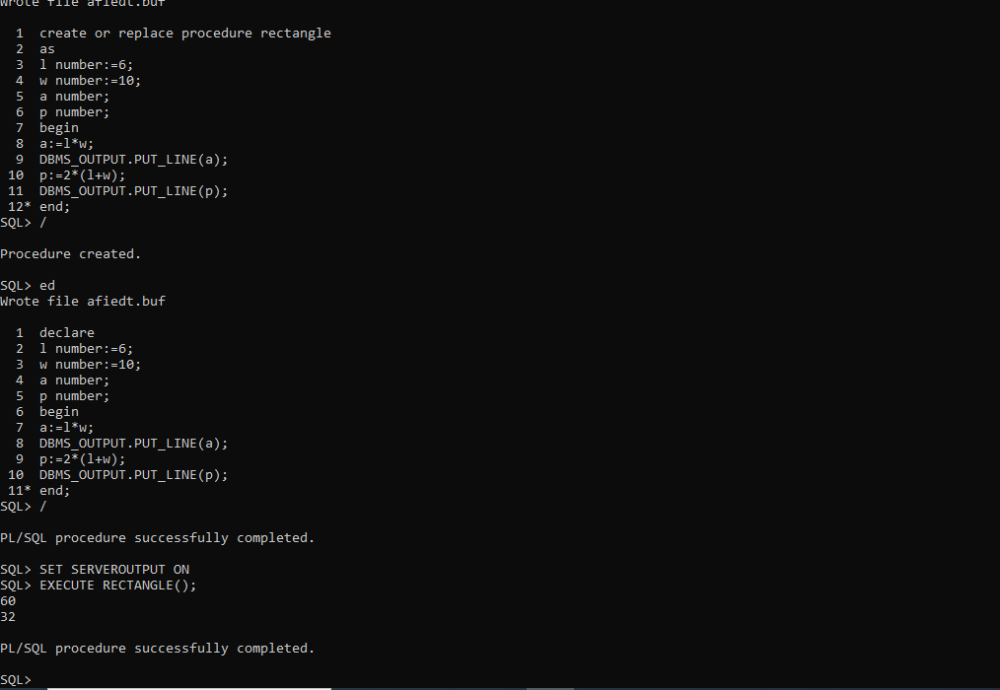 Wrote file afiedt.buf
1 create or replace procedure rectangle
2 as
3 l number:=6;
4 w number:=10;
5 a number;
6 p number;
7 begin
8 a:=l*w;
9 DBMS_OUTPUT.PUT_LINE(a);
10 p:=2*(l+w);
11 DBMS_OUTPUT.PUT_LINE(p);
12* end;
SQL> /
Procedure created.
SQL> ed
Wrote file afiedt.buf
1 declare
2 l number:=6;
3 w number:=10;
4 a number;
5 p number;
6 begin
7 a:=l*w;
8 DBMS_OUTPUT.PUT_LINE(a);
9 p:=2*(l+w);
10 DBMS_OUTPUT.PUT_LINE(p);
11* end;
SQL> /
PL/SQL procedure successfully completed.
SQL> SET SERVEROUTPUT ON
SQL> EXECUTE RECTANGLE();
60
32
PL/SQL procedure successfully completed.
SQL>